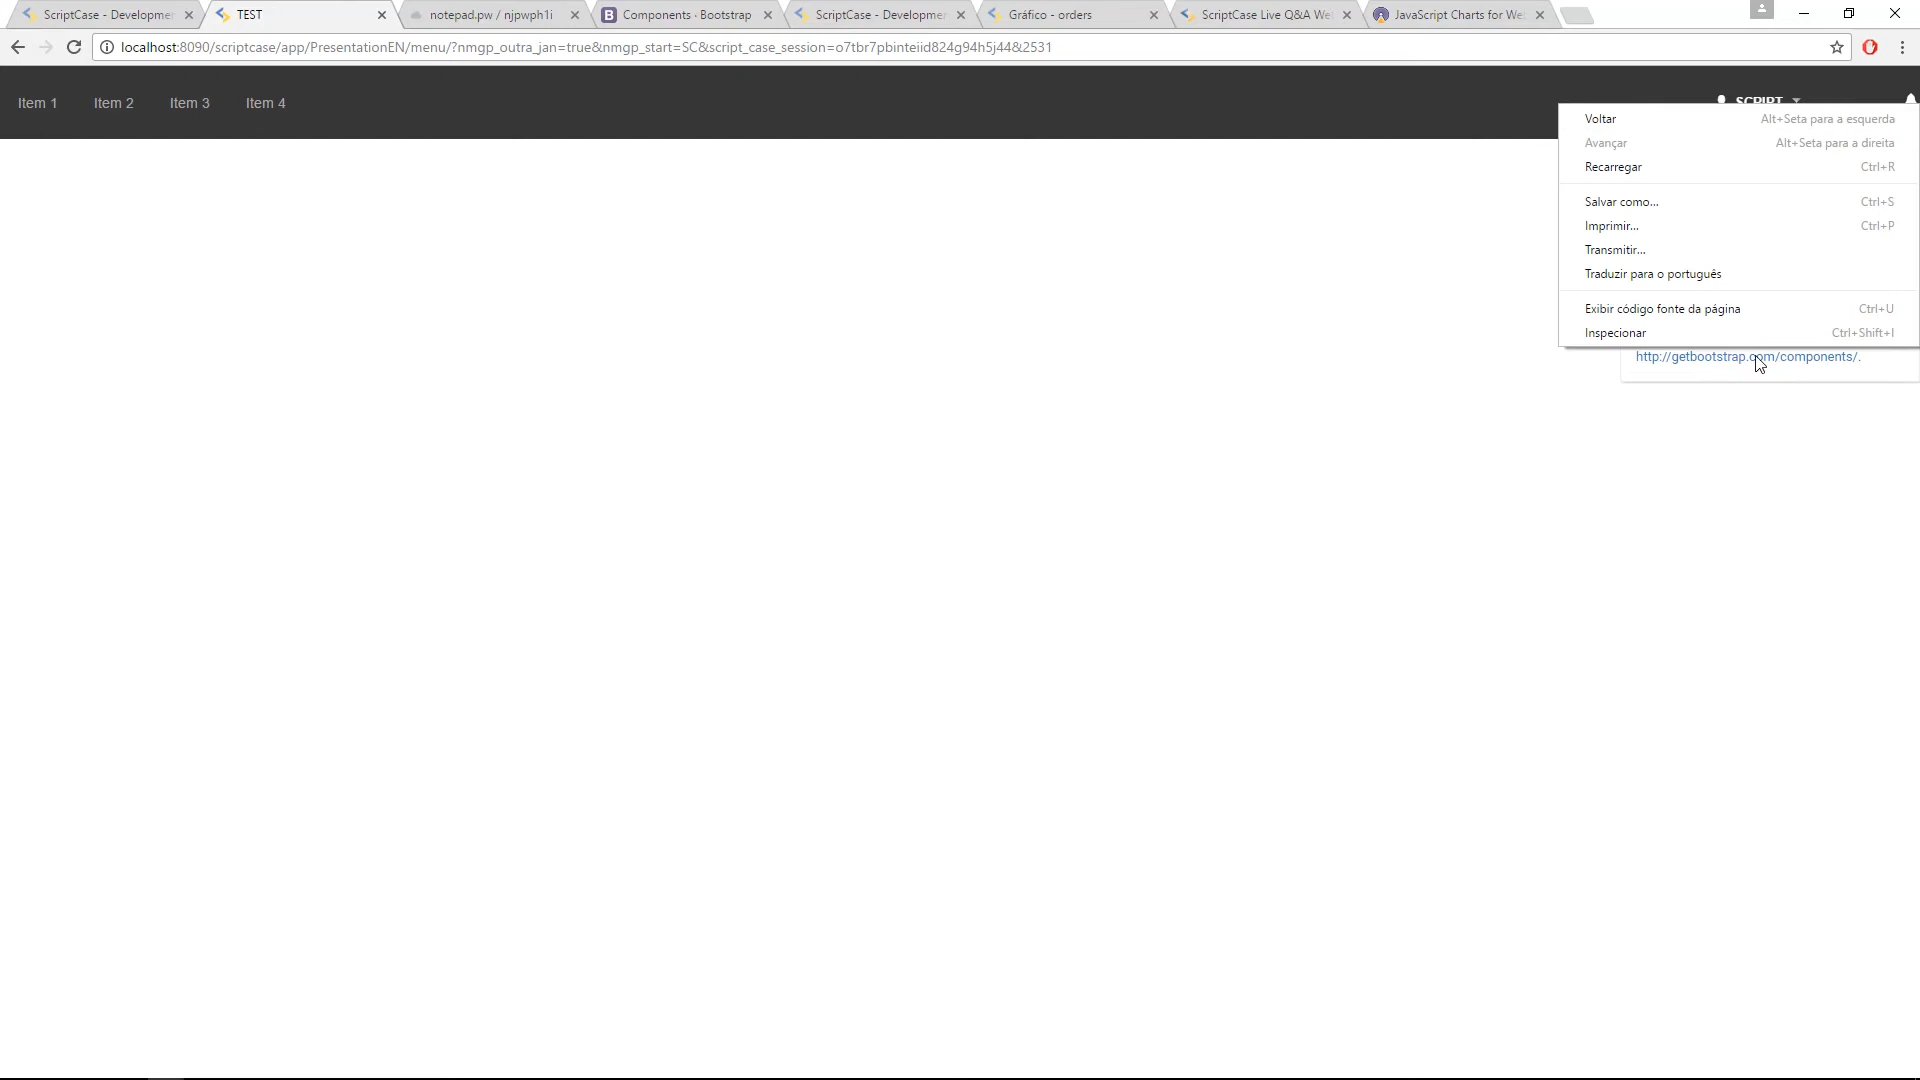 ScriptCase - Developmen
TEST
notepad.pw / njpwph1i
Components · Bootstrap
ScriptCase - Developmen
Gráfico - orders
ScriptCase Live Q&A We
JavaScript Charts for We
localhost:8090/scriptcase/app/PresentationEN/menu/?nmgp_outra_jan=true&nmgp_start=SC&script_case_session=o7tbr7pbinteiid824g94h5j44&2531
Item 1 Item 2 Item 3 Item 4
SCRIPT
Voltar Alt+Seta para a esquerda
Avançar Alt+Seta para a direita
Recarregar Ctrl+R
Salvar como... Ctrl+S
Imprimir... Ctrl+P
Transmitir...
Traduzir para o português
Exibir código fonte da página Ctrl+U
Inspecionar Ctrl+Shift+I
http://getbootstrap.com/components/.